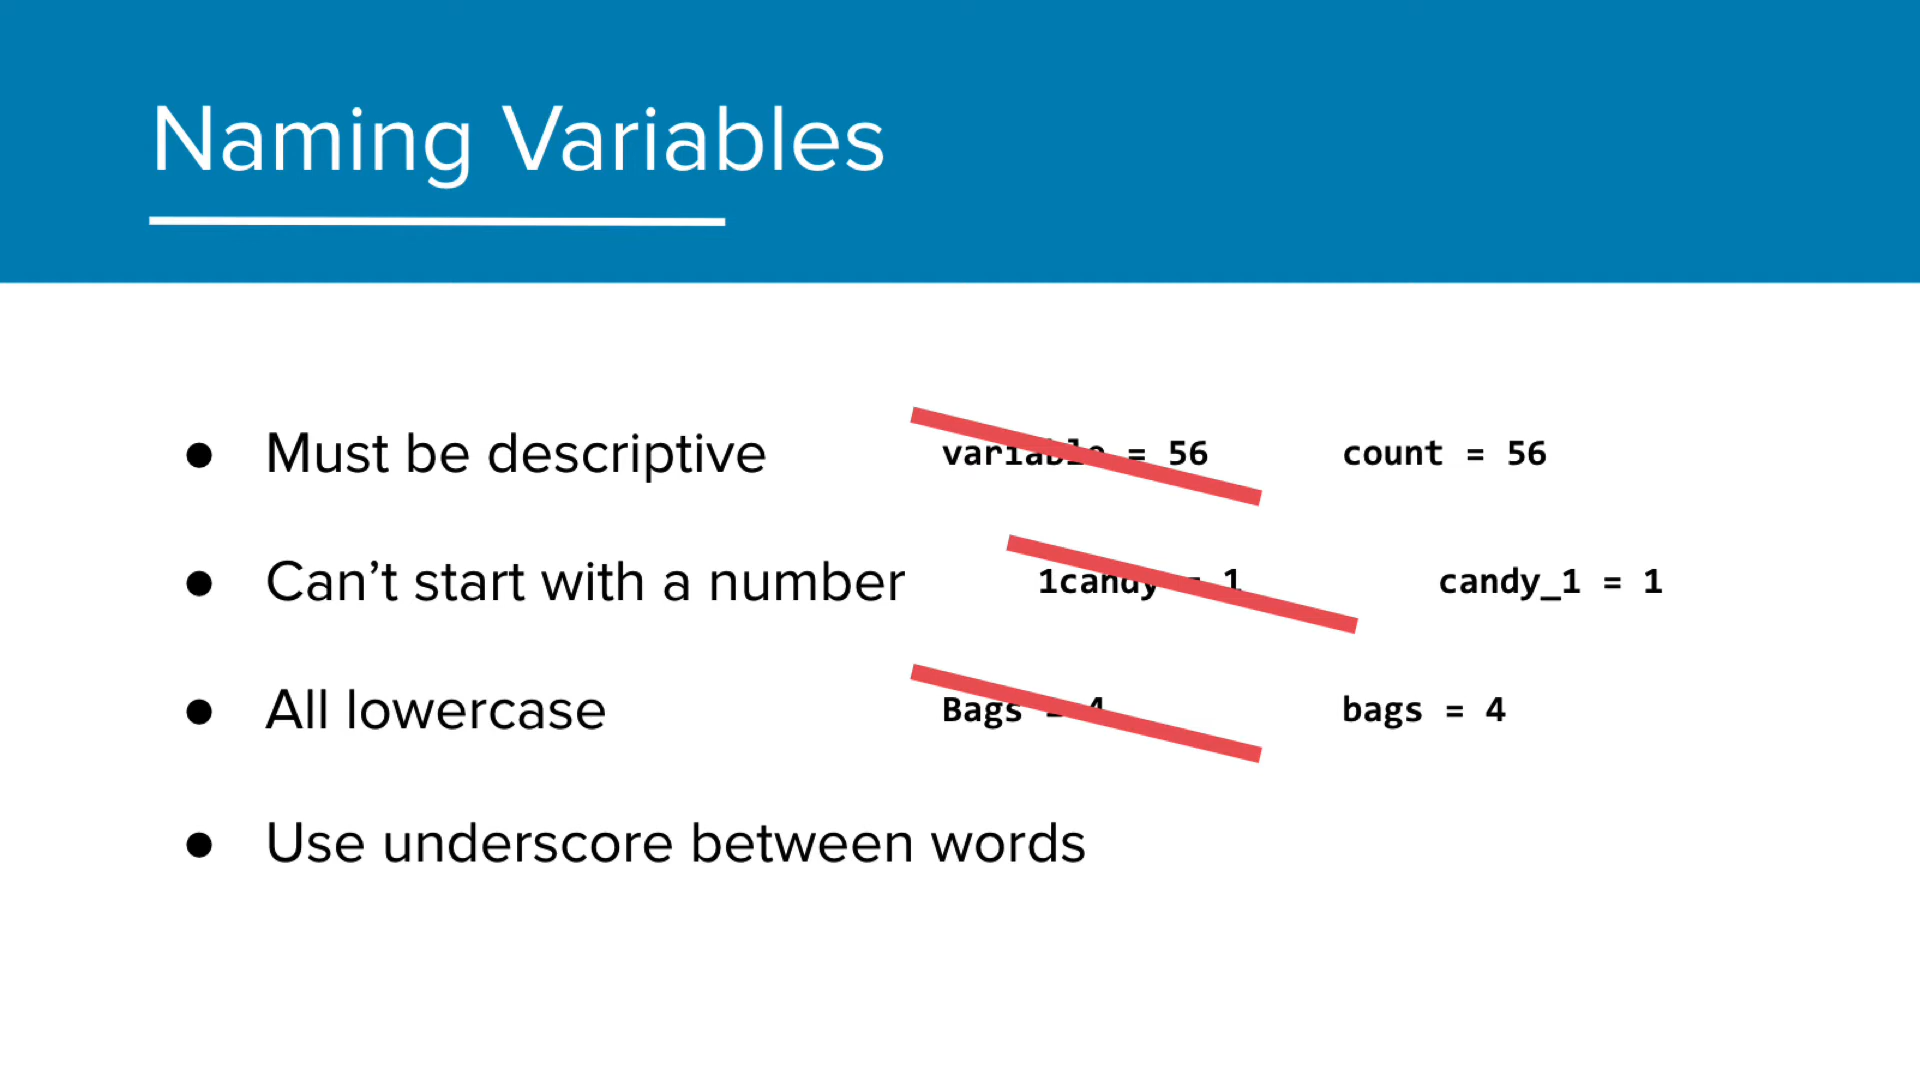 Naming Variables
● Must be descriptive variable = 56 count = 56
● Can’t start with a number 1candy = 1 candy_1 = 1
● All lowercase Bags = 4 bags = 4
● Use underscore between words